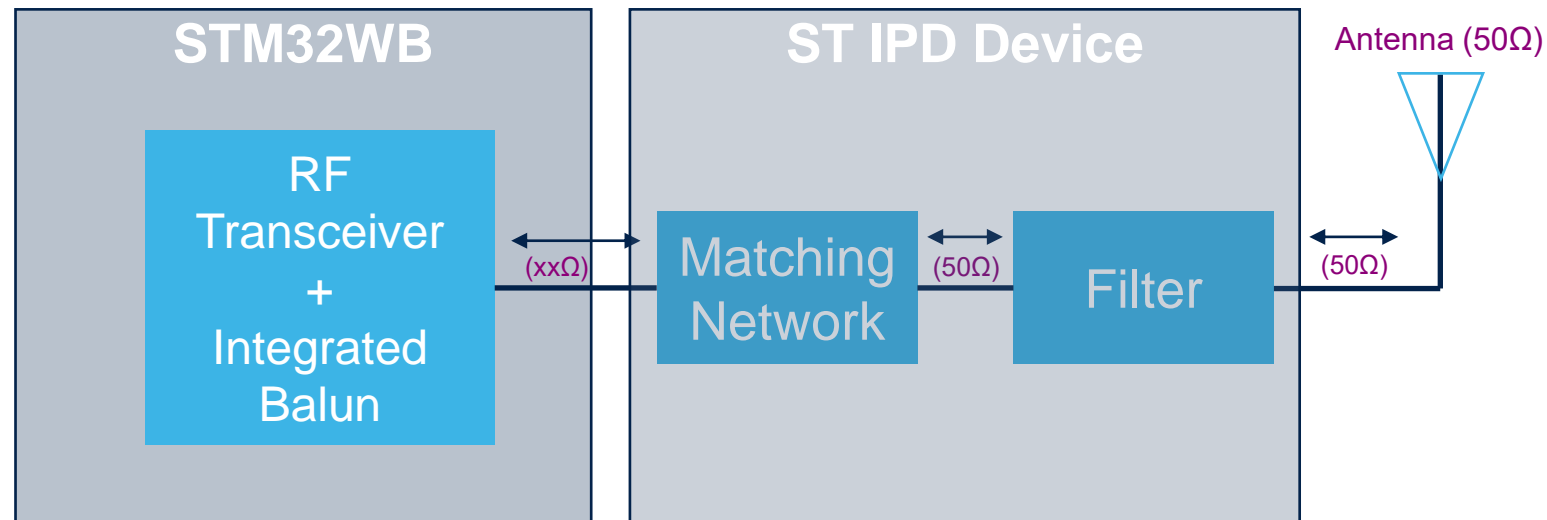 STM32WB
ST IPD Device
Antenna (50Ω)
RF
Transceiver
+
Integrated
Balun
(xxΩ)
Matching
Network
(50Ω)
Filter
(50Ω)